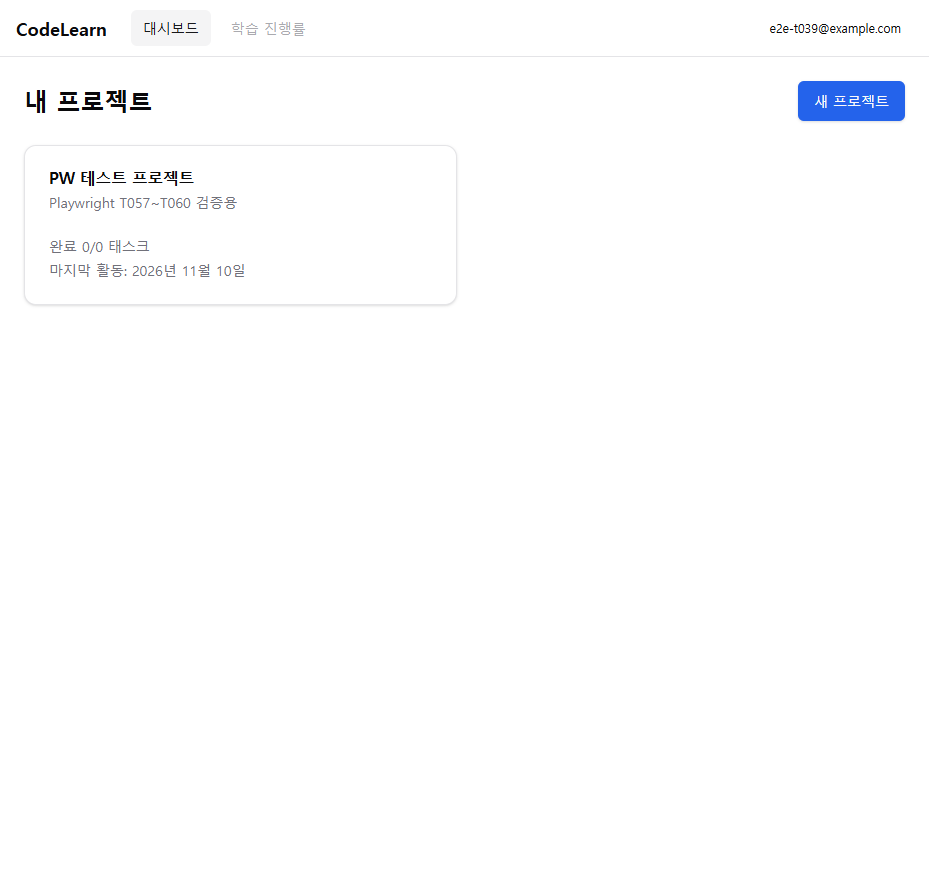 CodeLearn 대시보드 학습 진행률 e2e-t039@example.com
내 프로젝트 새 프로젝트
PW 테스트 프로젝트
Playwright T057~T060 검증용
완료 0/0 태스크
마지막 활동: 2026년 11월 10일